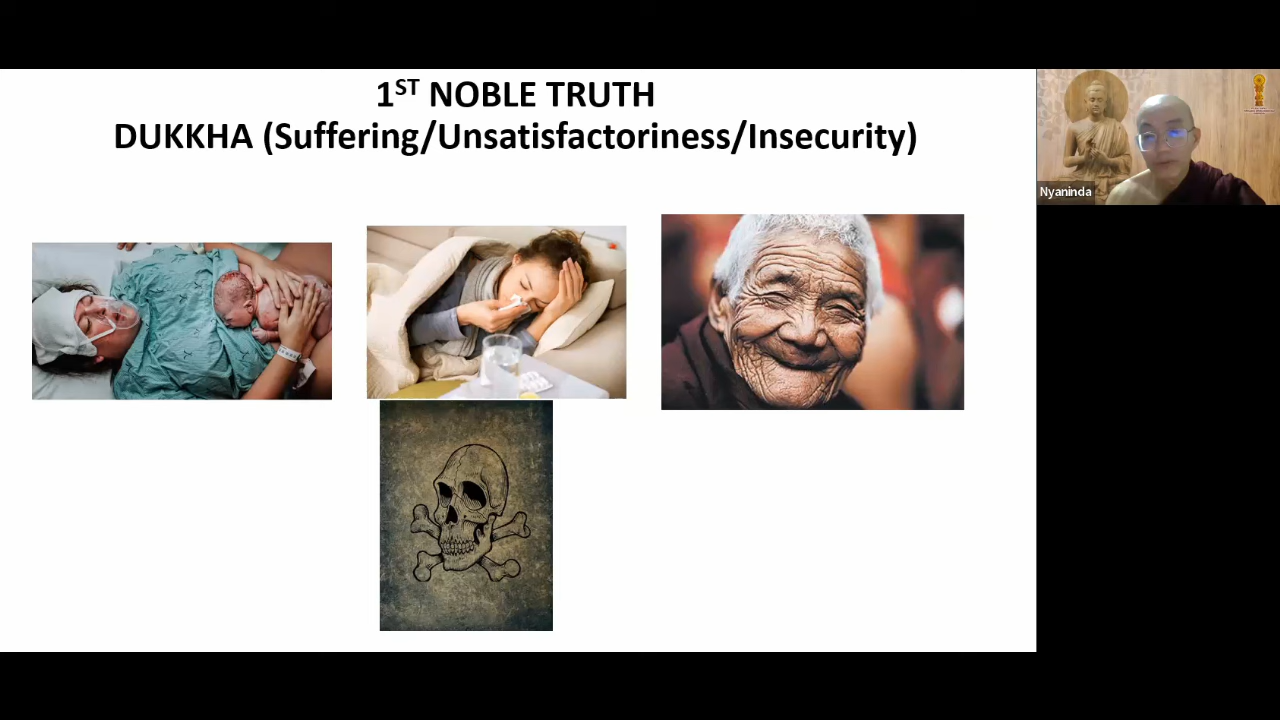 1ST NOBLE TRUTH
DUKKHA (Suffering/Unsatisfactoriness/Insecurity)
Nyaninda